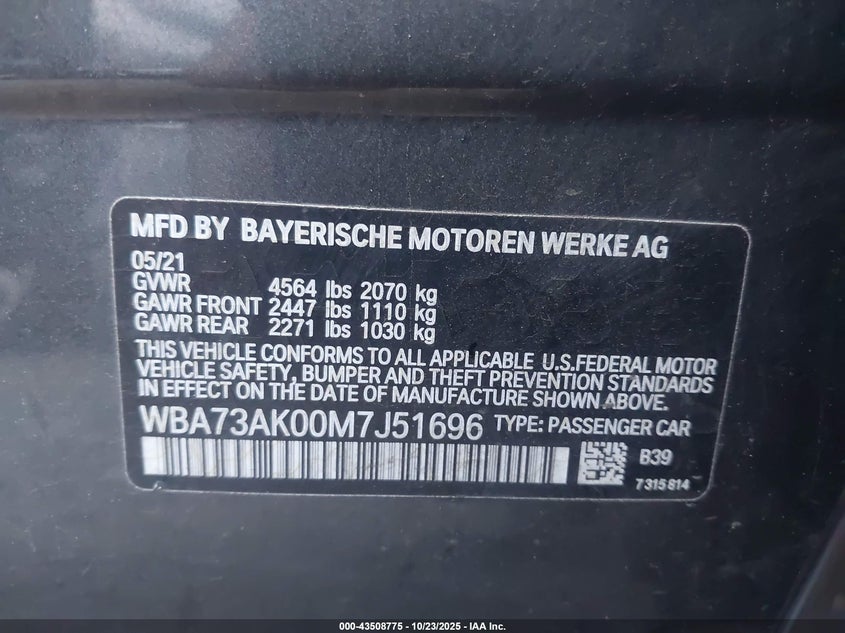 MFD BY BAYERISCHE MOTOREN WERKE AG
05/21
GVWR 4564 lbs 2070 kg
GAWR FRONT 2447 lbs 1110 kg
GAWR REAR 2271 lbs 1030 kg
THIS VEHICLE CONFORMS TO ALL APPLICABLE U.S.FEDERAL MOTOR
VEHICLE SAFETY, BUMPER AND THEFT PREVENTION STANDARDS
IN EFFECT ON THE DATE OF MANUFACTURE SHOWN ABOVE.
WBA73AK00M7J51696 TYPE: PASSENGER CAR
B39
7315814
000-43508775 - 10/23/2025 - IAA Inc.